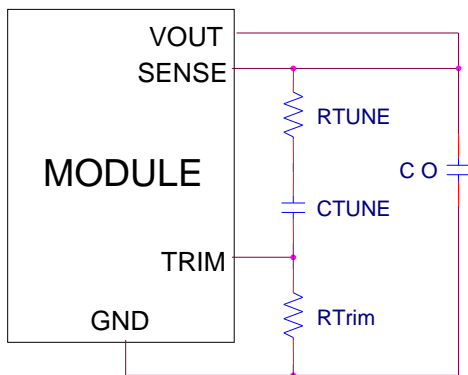 VOUT
SENSE
RTUNE
MODULE
C O
CTUNE
TRIM
GND
RTrim